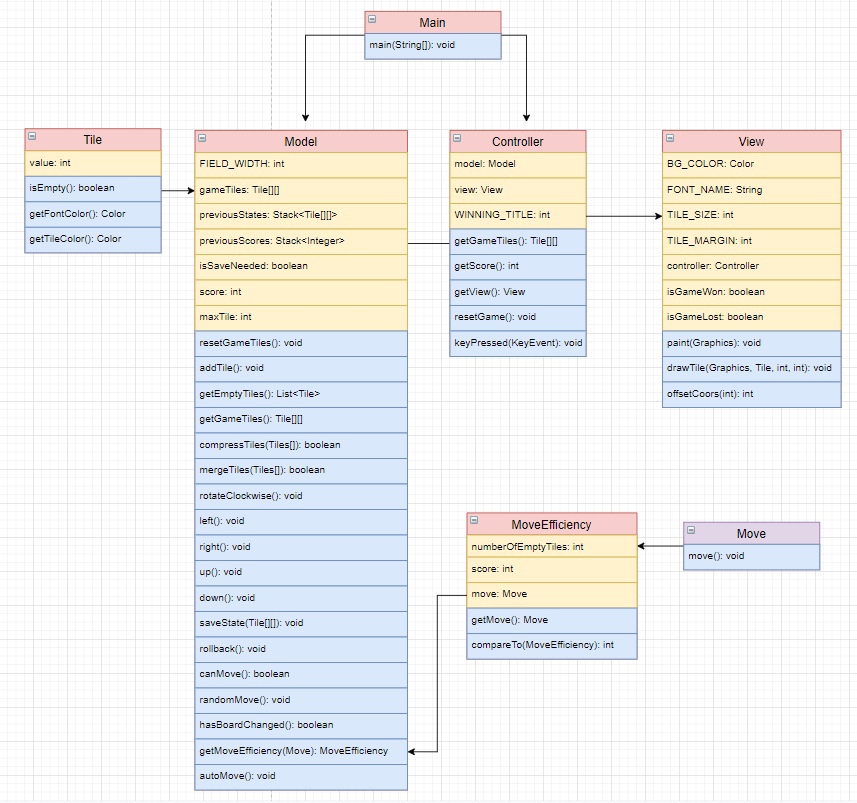 Main
main(String[]): void
Tile
value: int
isEmpty(): boolean
getFontColor(): Color
getTileColor(): Color
Model
FIELD_WIDTH: int
gameTiles: Tile[][]
previousStates: Stack<Tile[][]>
previousScores: Stack<Integer>
isSaveNeeded: boolean
score: int
maxTile: int
resetGameTiles(): void
addTile(): void
getEmptyTiles(): List<Tile>
getGameTiles(): Tile[][]
compressTiles(Tiles[]): boolean
mergeTiles(Tiles[]): boolean
rotateClockwise(): void
left(): void
right(): void
up(): void
down(): void
saveState(Tile[][]): void
rollback(): void
canMove(): boolean
randomMove(): void
hasBoardChanged(): boolean
getMoveEfficiency(Move): MoveEfficiency
autoMove(): void
Controller
model: Model
view: View
WINNING_TITLE: int
getGameTiles(): Tile[][]
getScore(): int
getView(): View
resetGame(): void
keyPressed(KeyEvent): void
View
BG_COLOR: Color
FONT_NAME: String
TILE_SIZE: int
TILE_MARGIN: int
controller: Controller
isGameWon: boolean
isGameLost: boolean
paint(Graphics): void
drawTile(Graphics, Tile, int, int): void
offsetCoors(int): int
MoveEfficiency
numberOfEmptyTiles: int
score: int
move: Move
getMove(): Move
compareTo(MoveEfficiency): int
Move
move(): void